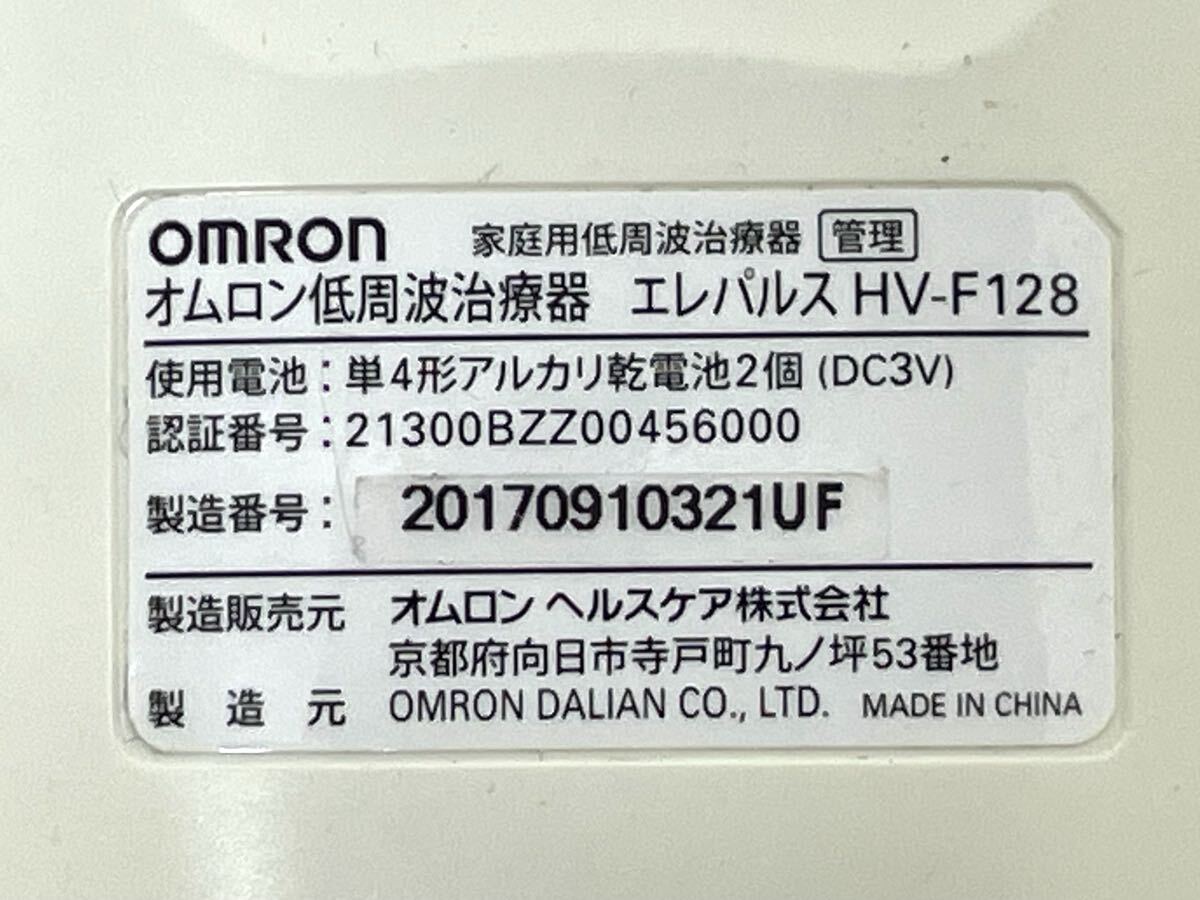 OMRON 家庭用低周波治療器 管理
オムロン低周波治療器 エレパルス HV-F128
使用電池：単4形アルカリ乾電池2個 (DC3V)
認証番号：21300BZZ00456000
製造番号： 20170910321UF
製造販売元 オムロン ヘルスケア株式会社
京都府向日市寺戸町九ノ坪53番地
製 造 元 OMRON DALIAN CO., LTD. MADE IN CHINA